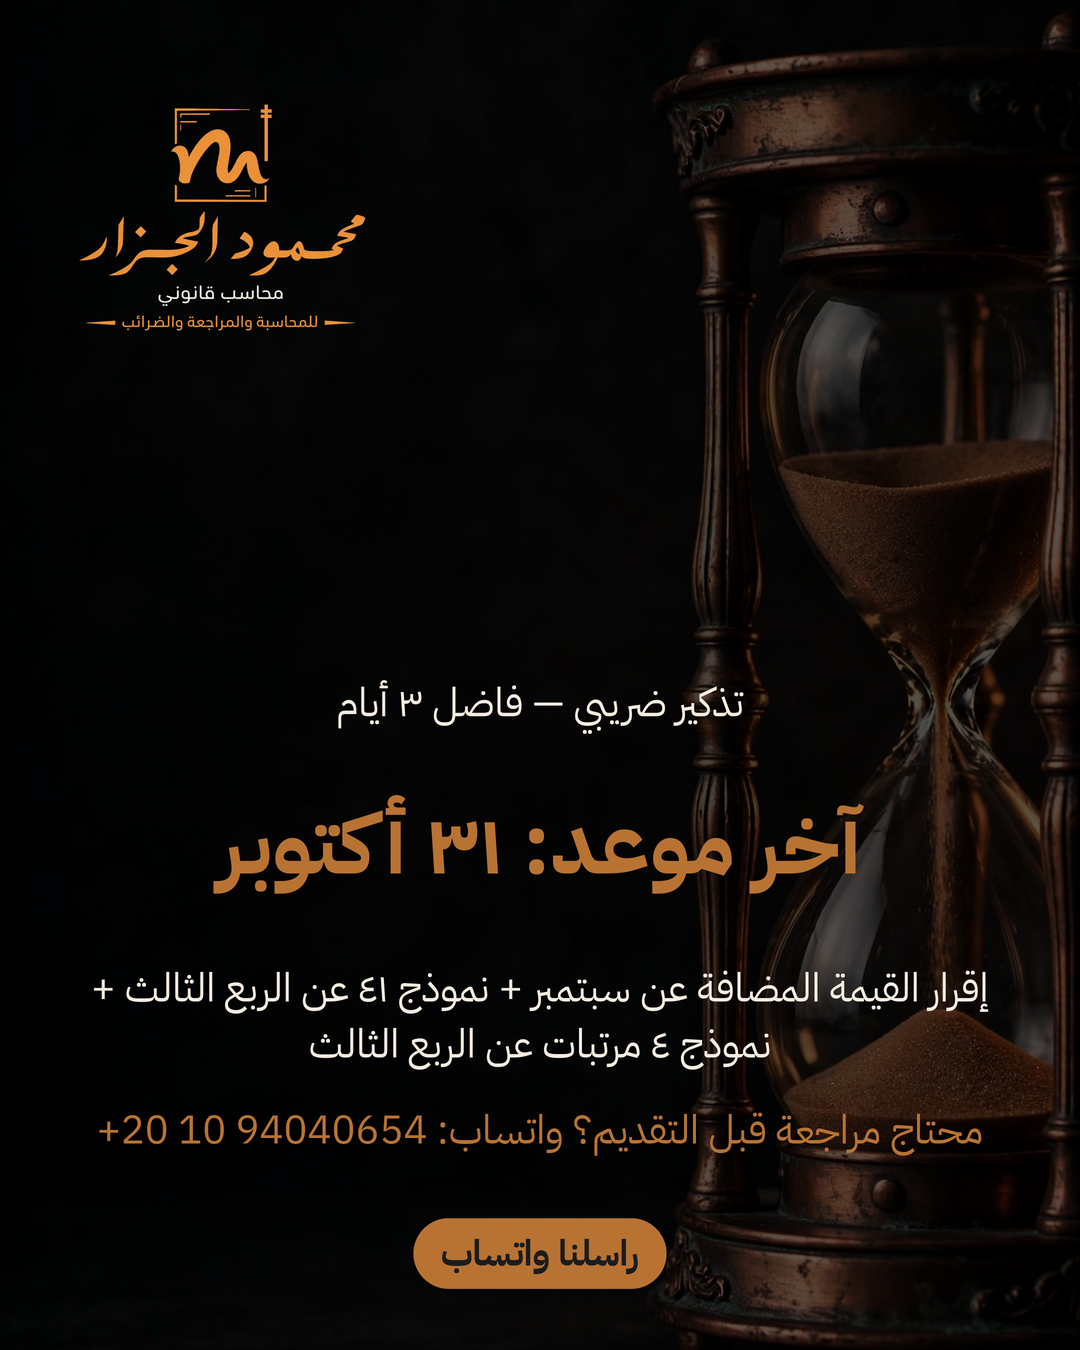 محمود الجزار
محاسب قانوني
للمحاسبة والمراجعة والضرائب
تذكير ضريبي — فاضل ٣ أيام
آخر موعد: ٣١ أكتوبر
إقرار القيمة المضافة عن سبتمبر + نموذج ٤١ عن الربع الثالث +
نموذج ٤ مرتبات عن الربع الثالث
محتاج مراجعة قبل التقديم؟ واتساب: 94040654 10 20+
راسلنا واتساب